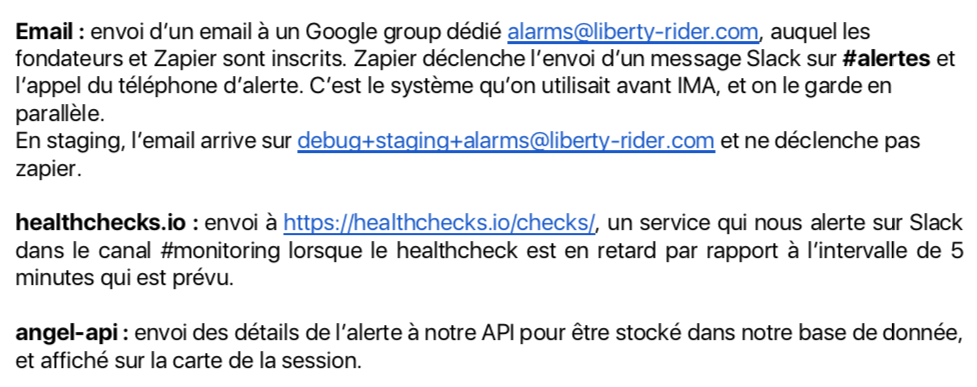 Email : envoi d’un email à un Google group dédié alarms@liberty-rider.com, auquel les
fondateurs et Zapier sont inscrits. Zapier déclenche l’envoi d’un message Slack sur #alertes et
l’appel du téléphone d’alerte. C’est le système qu’on utilisait avant IMA, et on le garde en
parallèle.
En staging, l’email arrive sur debug+staging+alarms@liberty-rider.com et ne déclenche pas
zapier.
healthchecks.io : envoi à https://healthchecks.io/checks/, un service qui nous alerte sur Slack
dans le canal #monitoring lorsque le healthcheck est en retard par rapport à l’intervalle de 5
minutes qui est prévu.
angel-api : envoi des détails de l’alerte à notre API pour être stocké dans notre base de donnée,
et affiché sur la carte de la session.